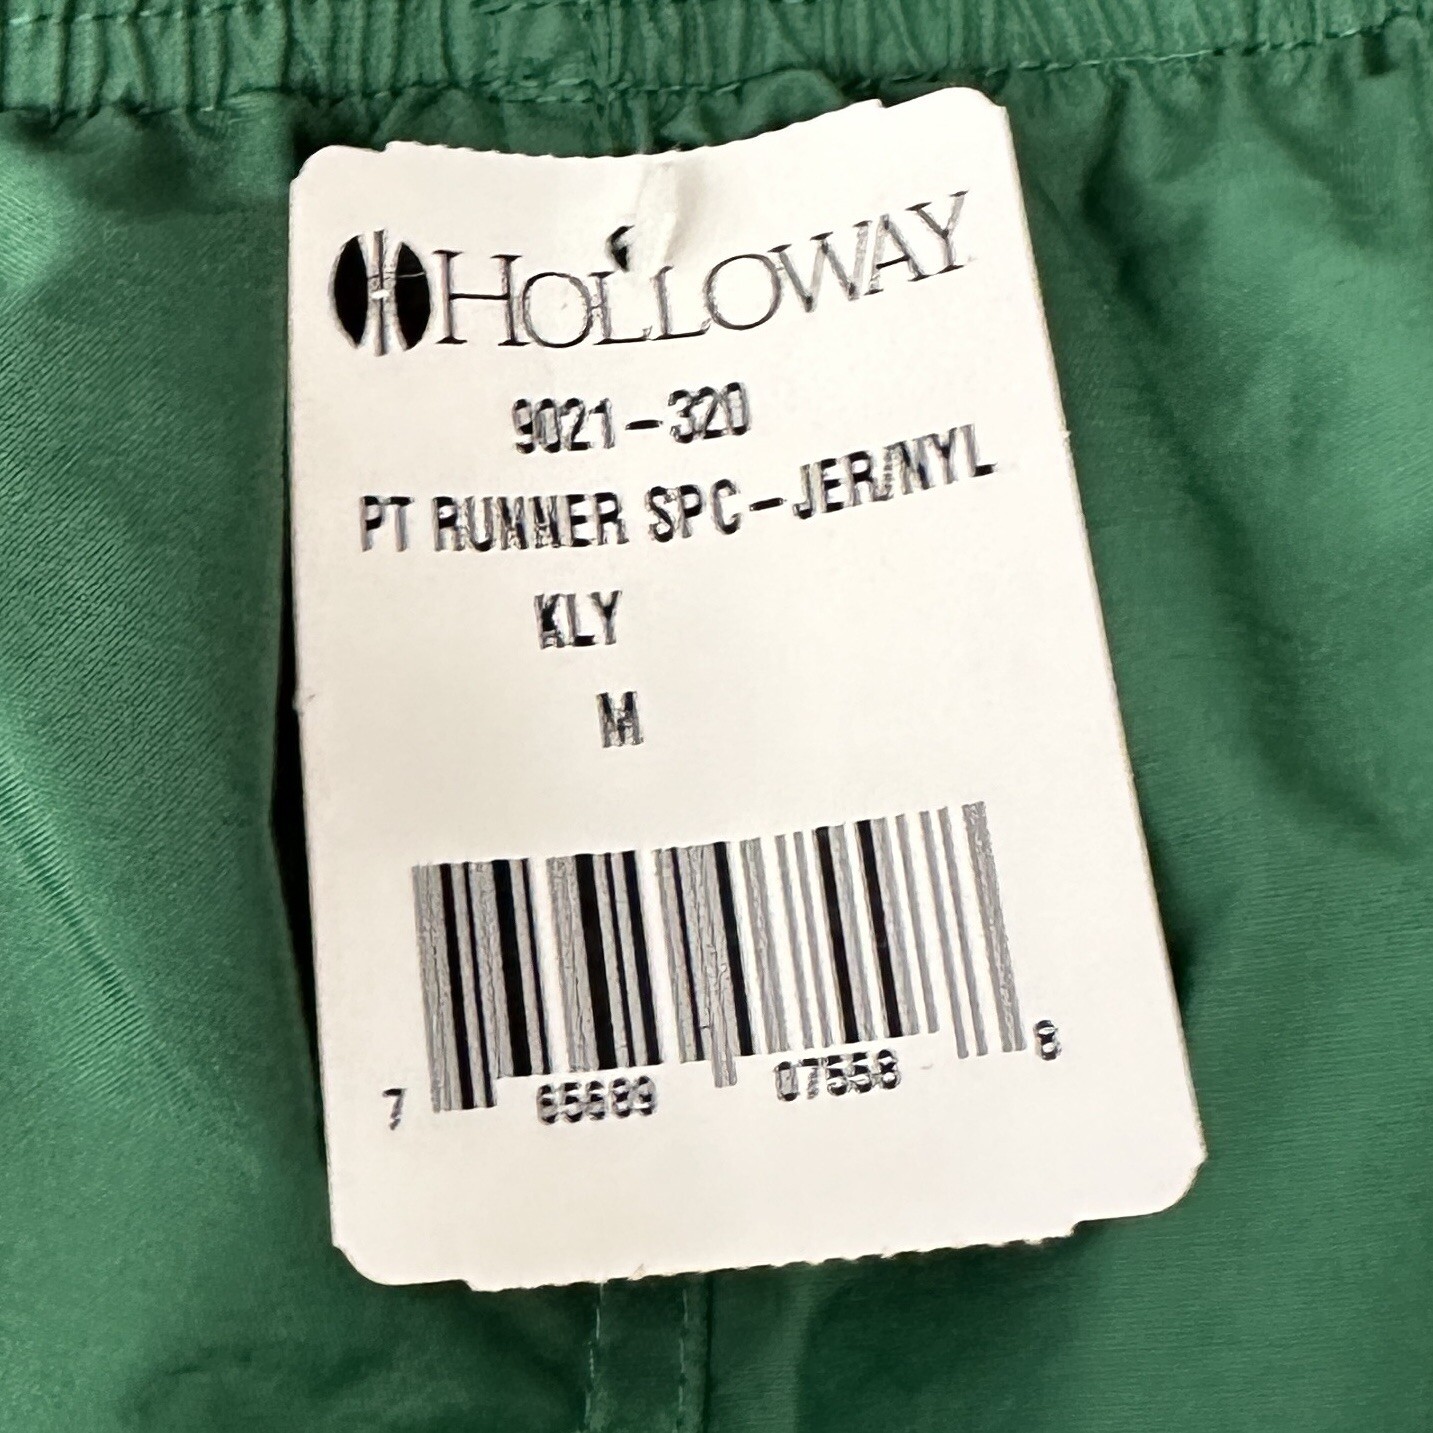 HOLLOWAY
9021-320
PT RUNNER SPC-JER/NYL
KLY
M
7 65689 07558 8